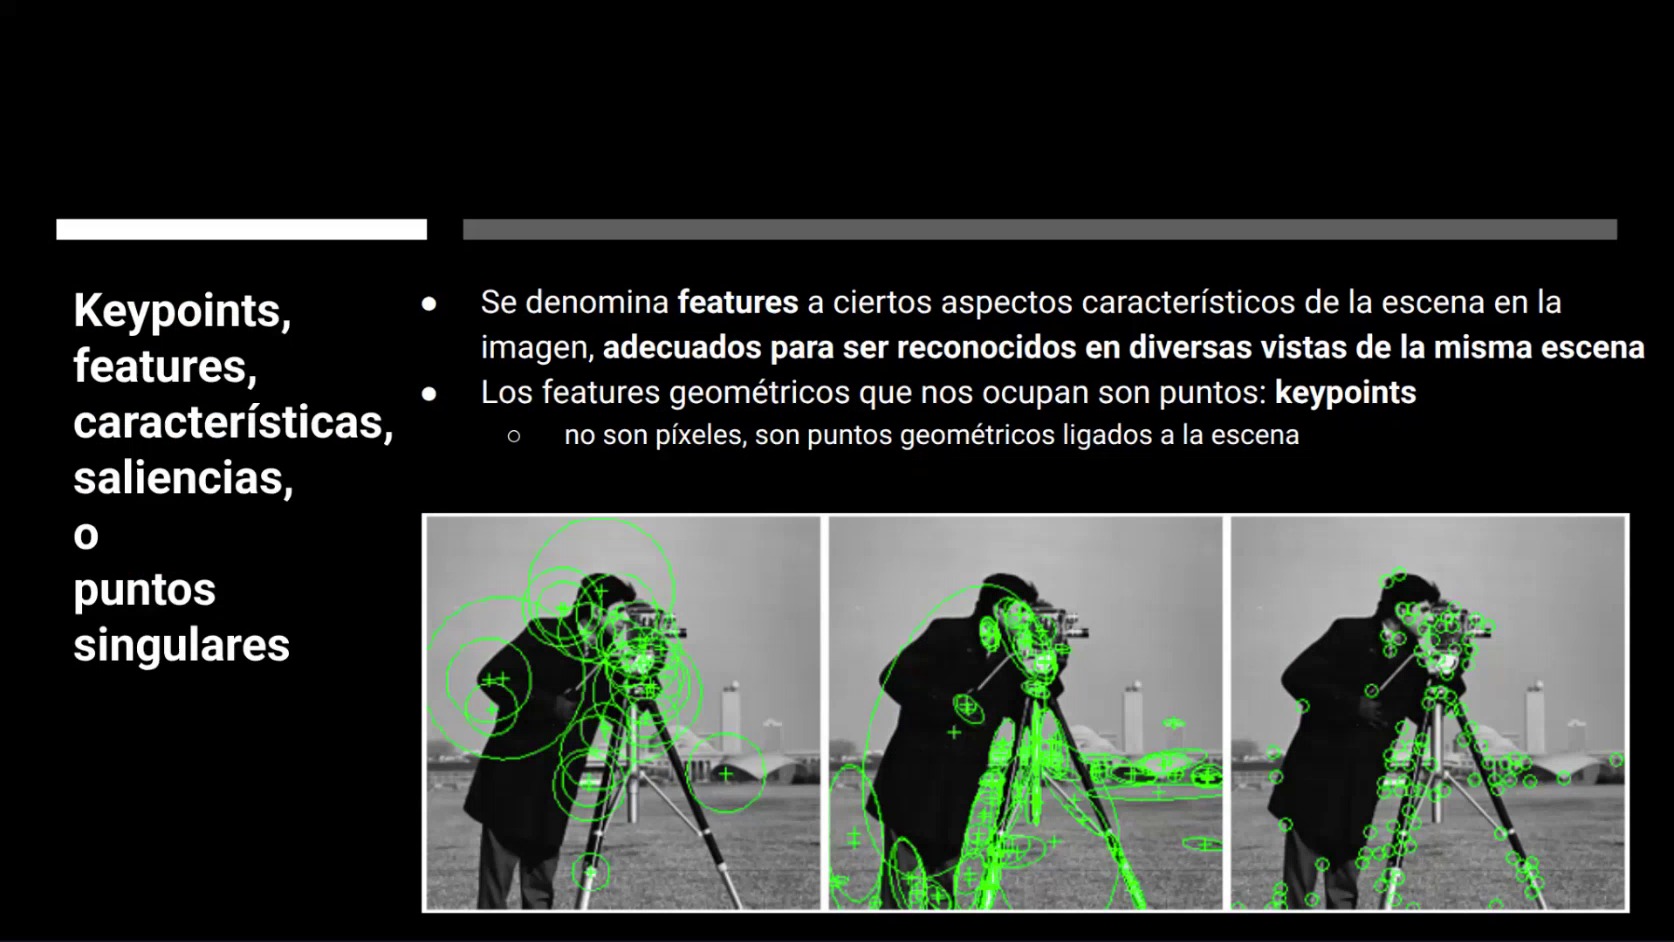 Keypoints,
features,
características,
saliencias,
o
puntos
singulares
● Se denomina features a ciertos aspectos característicos de la escena en la
imagen, adecuados para ser reconocidos en diversas vistas de la misma escena
● Los features geométricos que nos ocupan son puntos: keypoints
○ no son píxeles, son puntos geométricos ligados a la escena